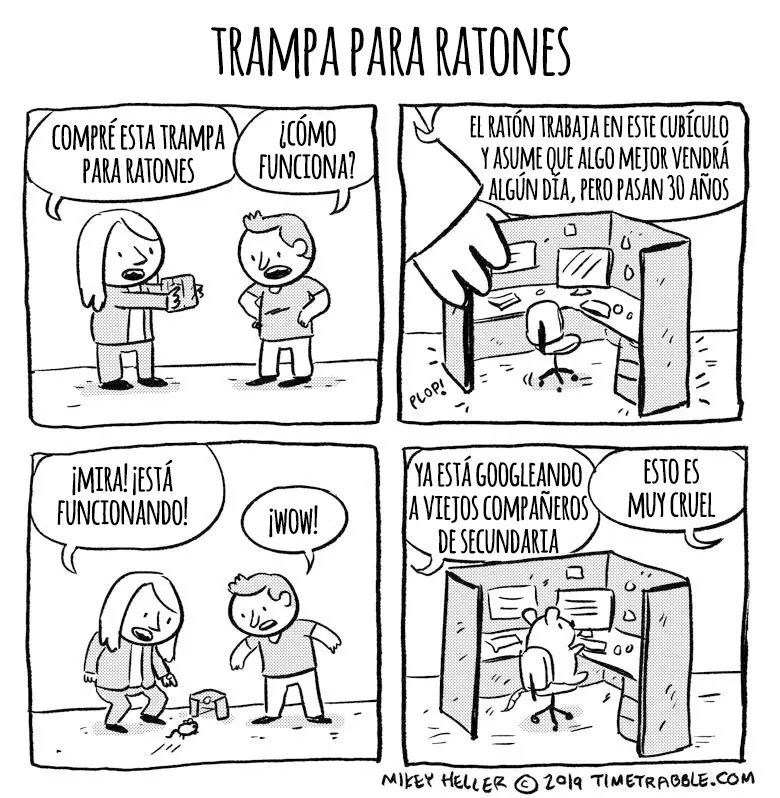 TRAMPA PARA RATONES
COMPRÉ ESTA TRAMPA
PARA RATONES
¿CÓMO
FUNCIONA?
EL RATÓN TRABAJA EN ESTE CUBÍCULO
Y ASUME QUE ALGO MEJOR VENDRÁ
ALGÚN DÍA, PERO PASAN 30 AÑOS
PLOP!
¡MIRA! ¡ESTÁ
FUNCIONANDO!
¡WOW!
YA ESTÁ GOOGLEANDO
A VIEJOS COMPAÑEROS
DE SECUNDARIA
ESTO ES
MUY CRUEL
MIKEY HELLER © 2019 TIMETRABBLE.COM